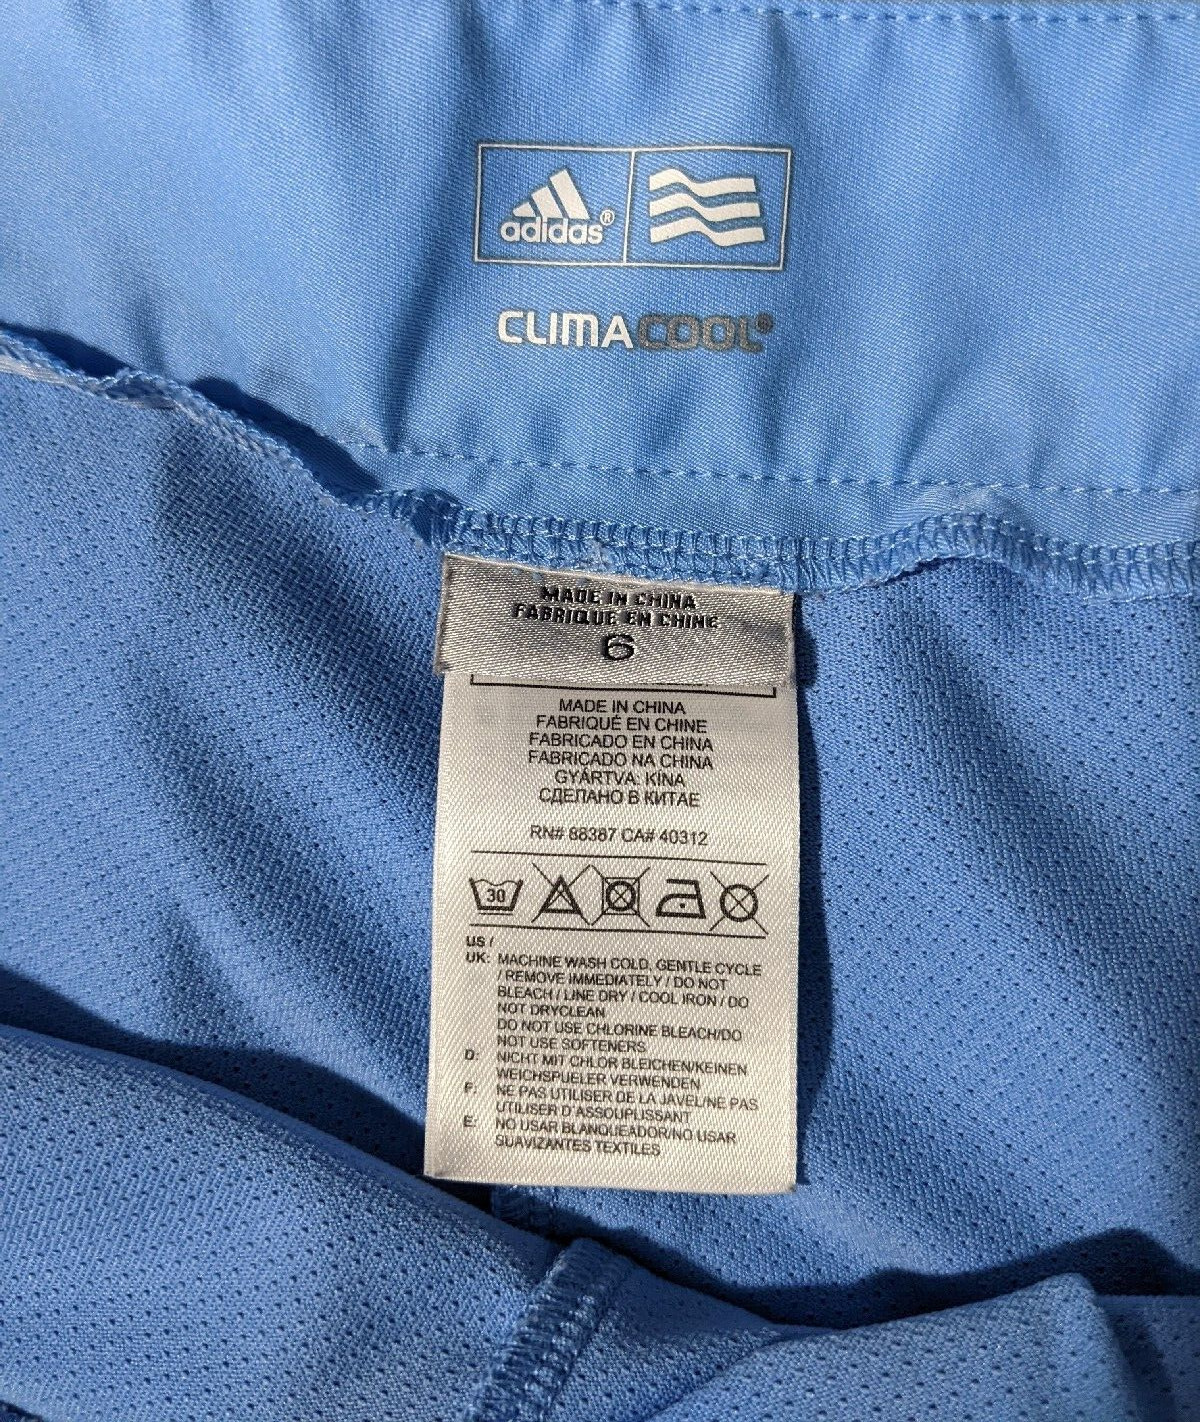 adidas®
CLIMACOOL®
MADE IN CHINA
FABRIQUE EN CHINE
6
MADE IN CHINA
FABRIQUÉ EN CHINE
FABRICADO EN CHINA
FABRICADO NA CHINA
GYÁRTVA: KÍNA
СДЕЛАНО В КИТАЕ
RN# 88387 CA# 40312
30
US /
UK: MACHINE WASH COLD, GENTLE CYCLE
/ REMOVE IMMEDIATELY / DO NOT
BLEACH / LINE DRY / COOL IRON / DO
NOT DRYCLEAN
DO NOT USE CHLORINE BLEACH/DO
NOT USE SOFTENERS
D: NICHT MIT CHLOR BLEICHEN/KEINEN
WEICHSPUELER VERWENDEN
F: NE PAS UTILISER DE LA JAVEL/NE PAS
UTILISER D'ASSOUPLISSANT
E: NO USAR BLANQUEADOR/NO USAR
SUAVIZANTES TEXTILES